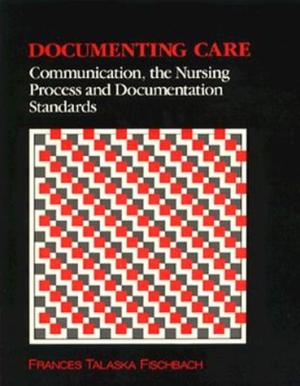 DOCUMENTING CARE
Communication, the Nursing
Process and Documentation
Standards
FRANCES TALASKA FISCHBACH